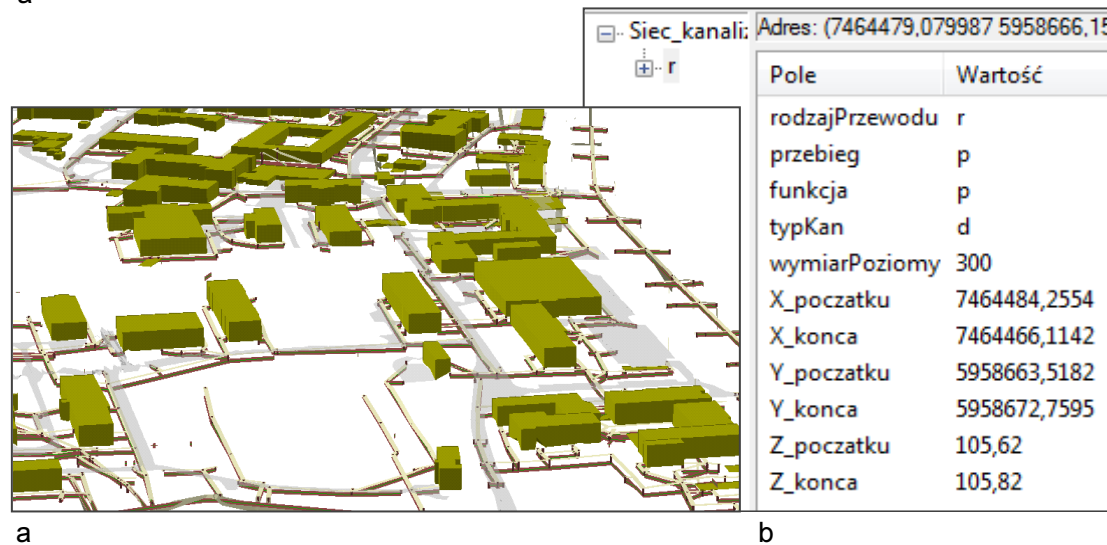 Siec_kanaliz
r
Adres: (7464479,079987 5958666,15
Pole Wartość
rodzajPrzewodu r
przebieg p
funkcja p
typKan d
wymiarPoziomy 300
X_poczatku 7464484,2554
X_konca 7464466,1142
Y_poczatku 5958663,5182
Y_konca 5958672,7595
Z_poczatku 105,62
Z_konca 105,82
a b